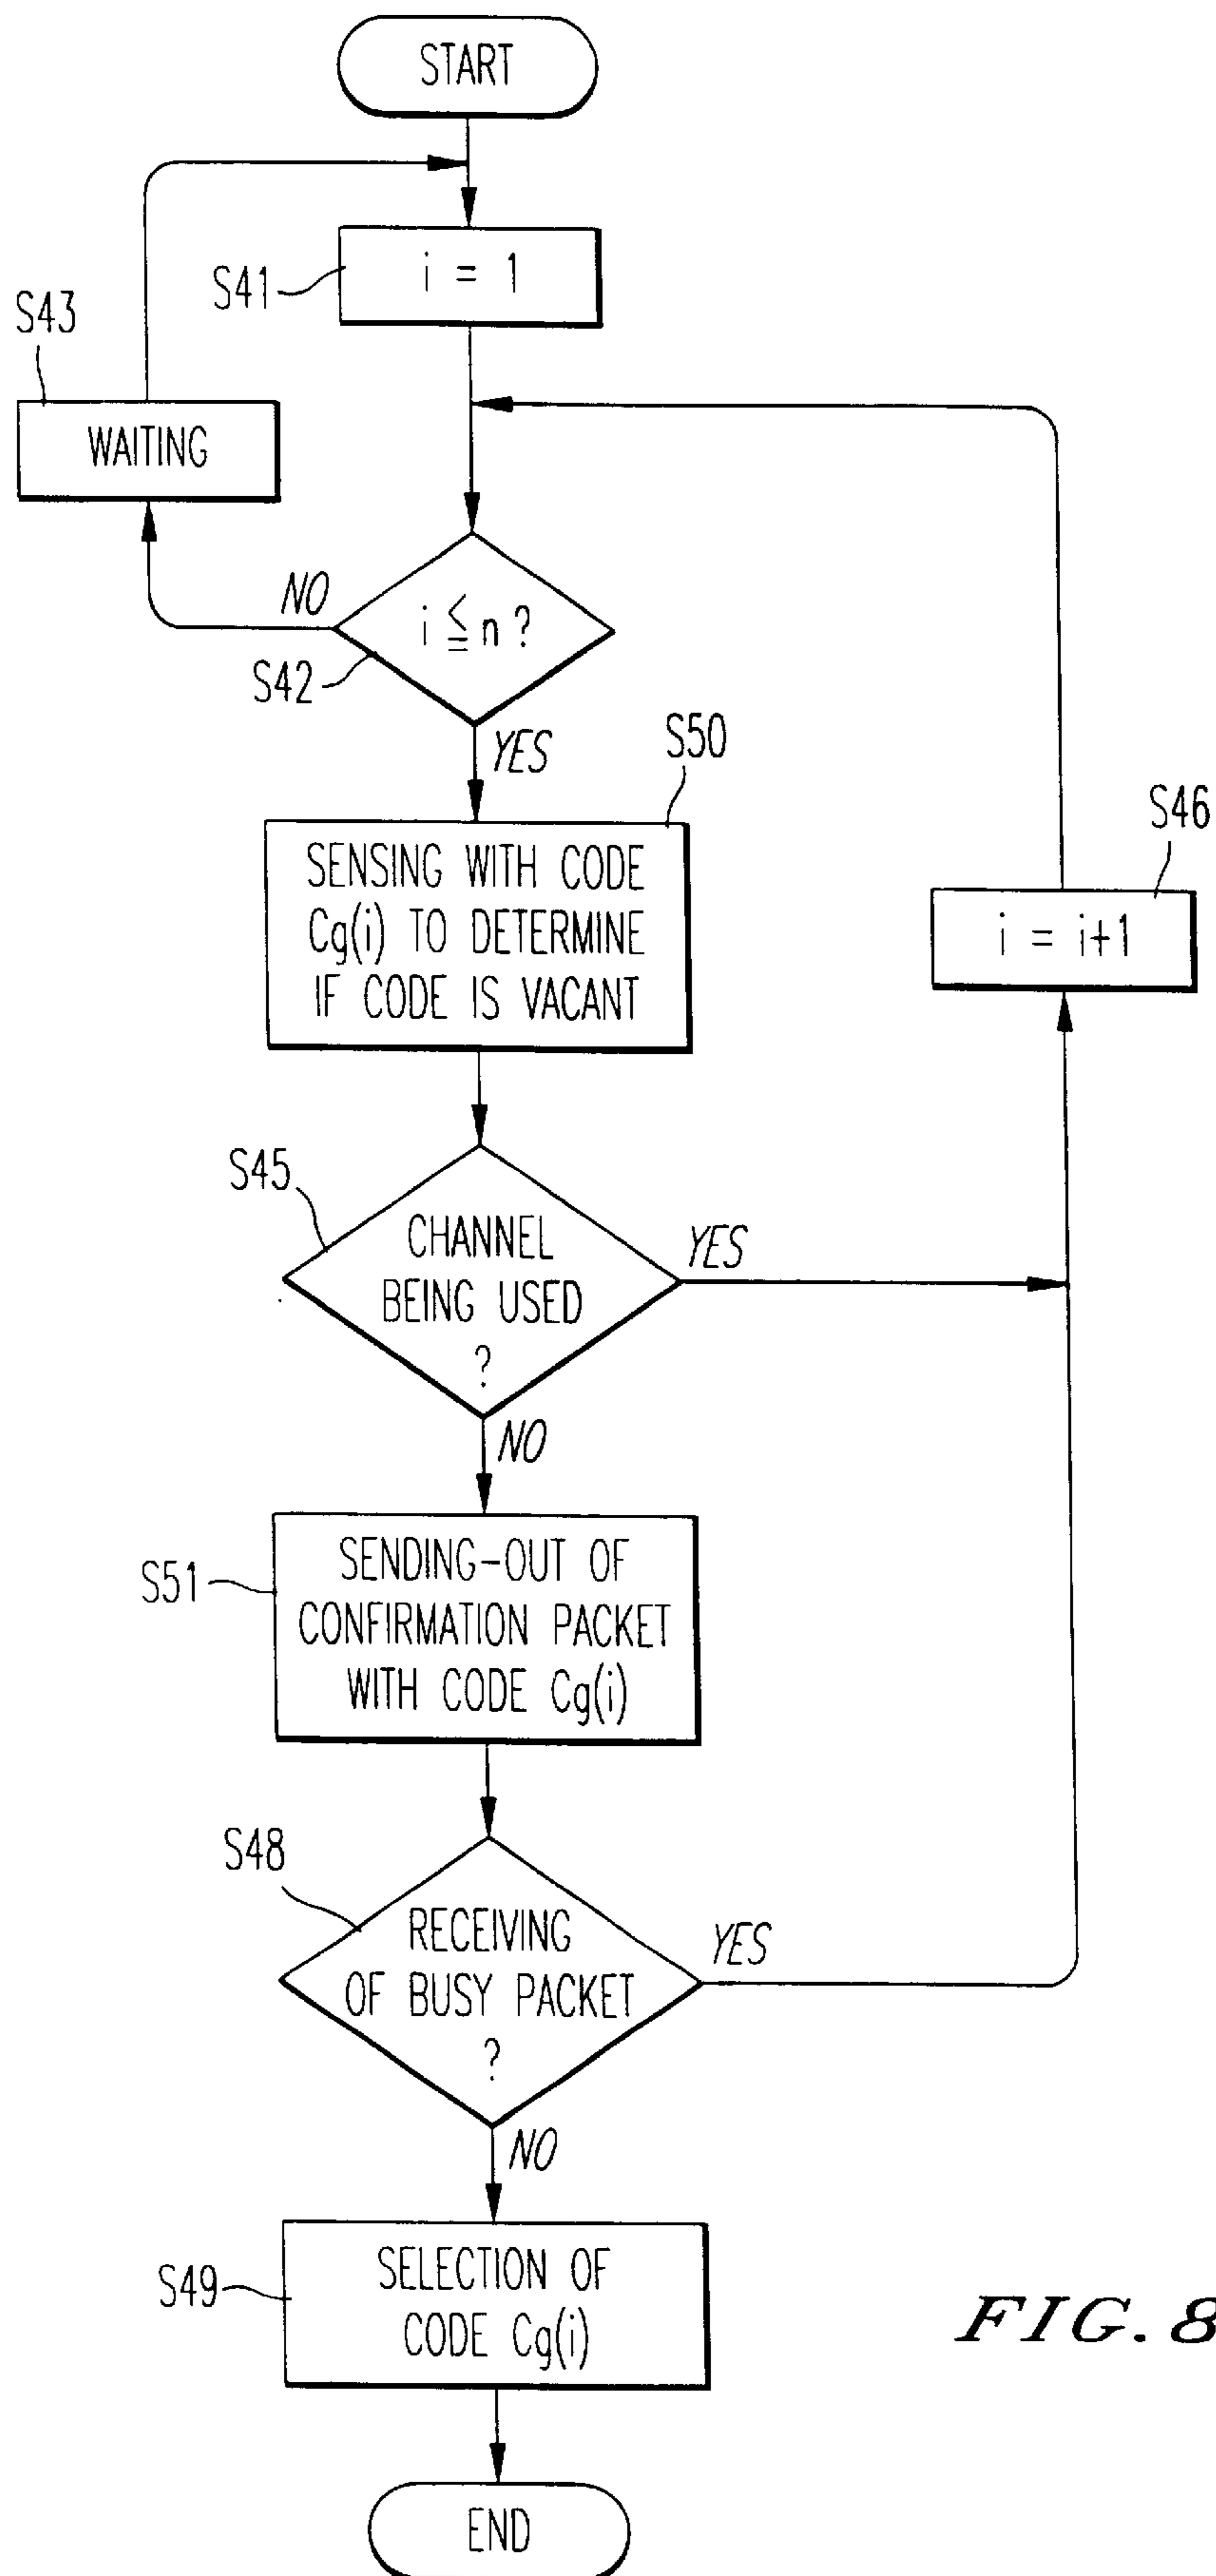 START
S41
i = 1
S43
WAITING
NO
i ≦ n ?
S42
YES
S50
SENSING WITH CODE
Cg(i) TO DETERMINE
IF CODE IS VACANT
S46
i = i+1
S45
CHANNEL
BEING USED
?
YES
NO
S51
SENDING-OUT OF
CONFIRMATION PACKET
WITH CODE Cg(i)
S48
RECEIVING
OF BUSY PACKET
?
YES
NO
S49
SELECTION OF
CODE Cg(i)
FIG. 8
END